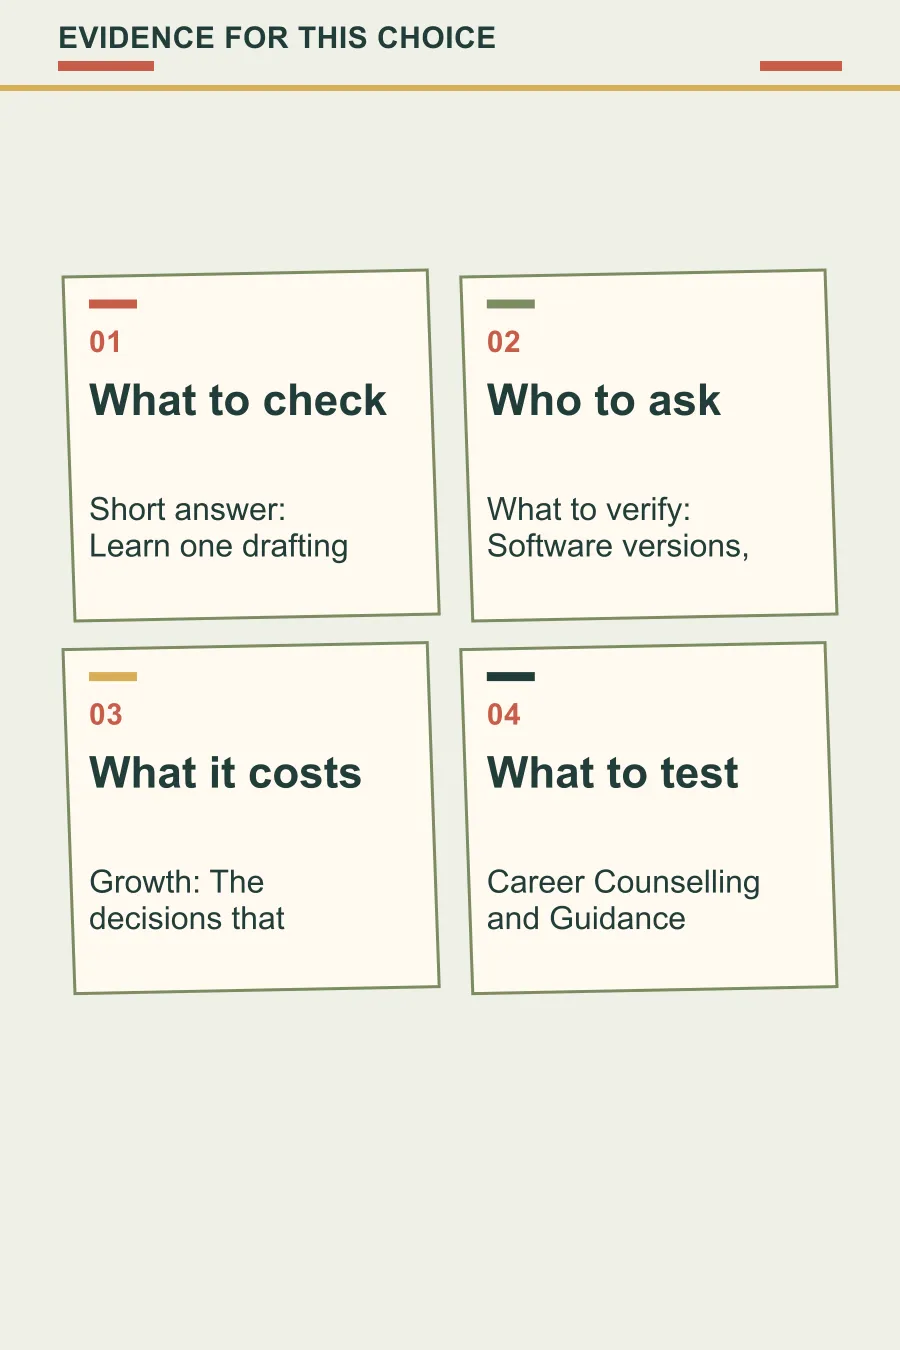 EVIDENCE FOR THIS CHOICE
01
What to check
Short answer:
Learn one drafting
02
Who to ask
What to verify:
Software versions,
03
What it costs
Growth: The
decisions that
04
What to test
Career Counselling
and Guidance